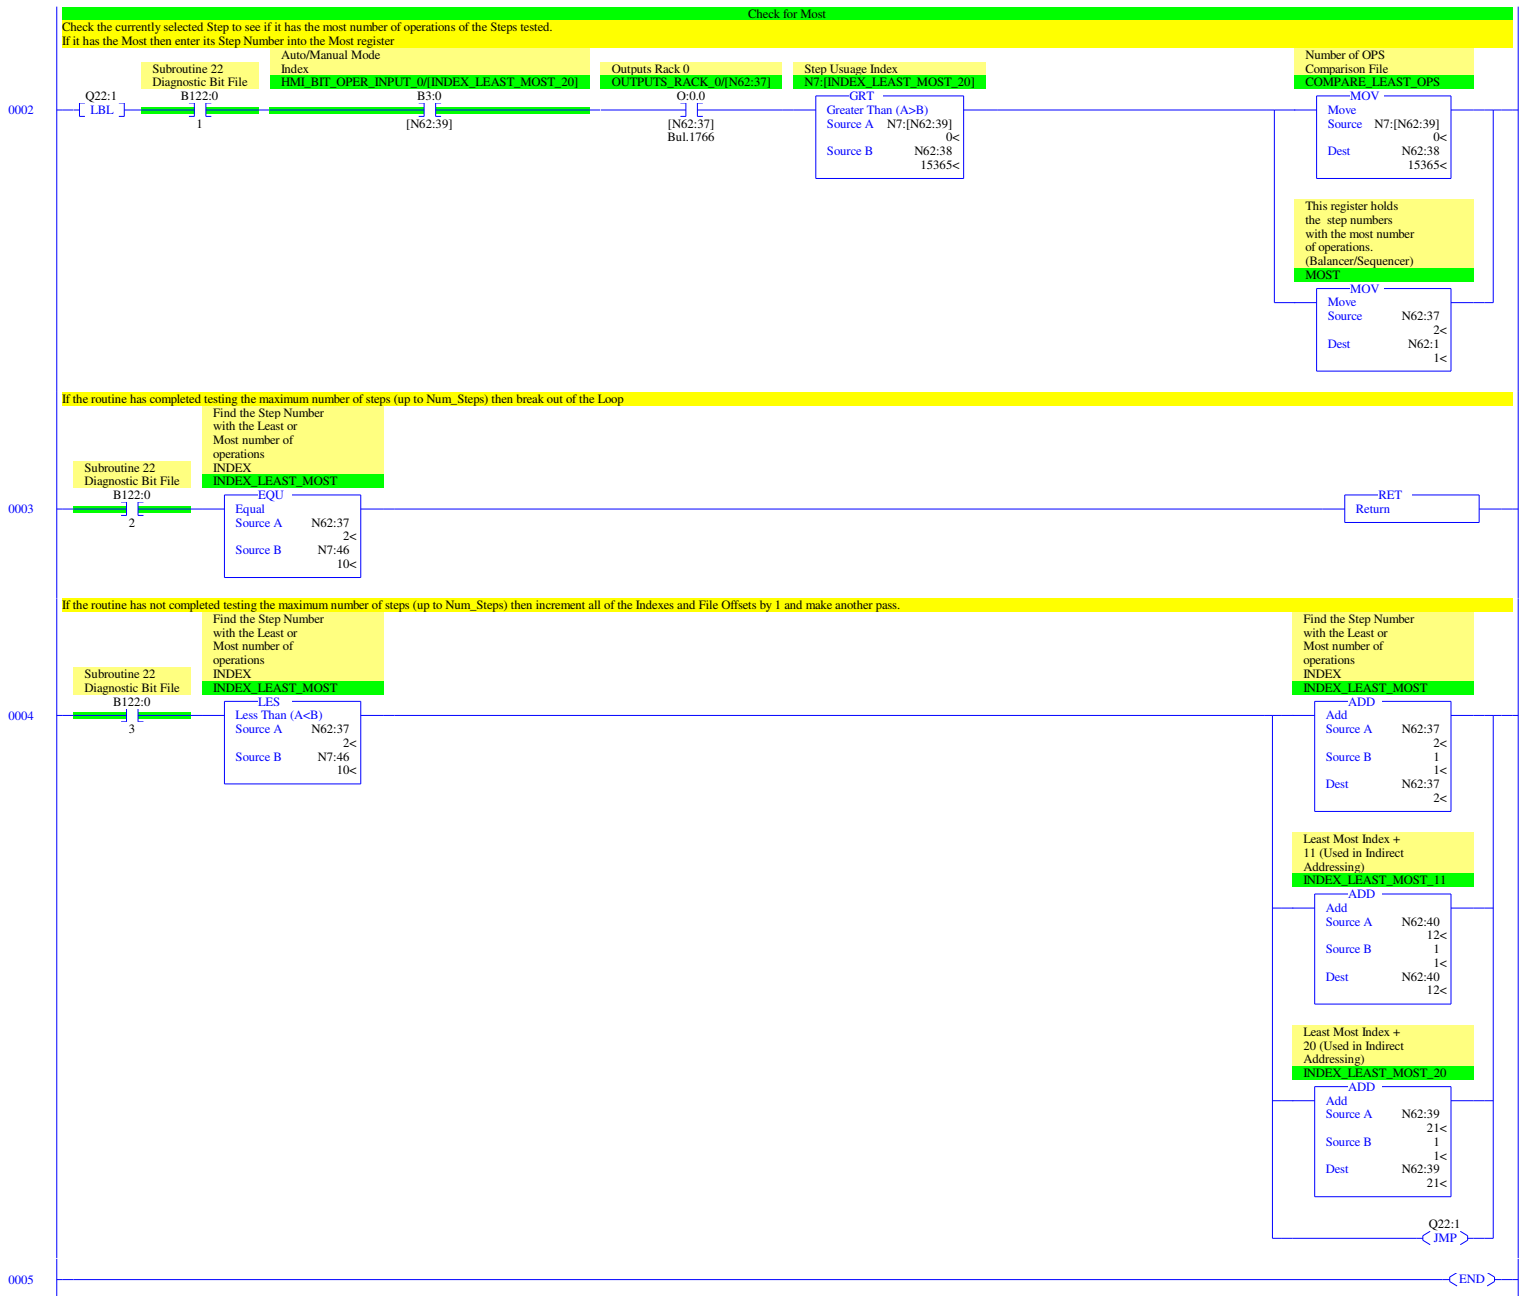 Check for Most
Check the currently selected Step to see if it has the most number of operations of the Steps tested.
If it has the Most then enter its Step Number into the Most register
0002
Q22:1
LBL
Subroutine 22
Diagnostic Bit File
B122:0
1
Auto/Manual Mode
Index
HMI_BIT_OPER_INPUT_0/[INDEX_LEAST_MOST_20]
B3:0
[N62:39]
Outputs Rack 0
OUTPUTS_RACK_0/[N62:37]
O:0.0
[N62:37]
Bul.1766
Step Usuage Index
N7:[INDEX_LEAST_MOST_20]
GRT
Greater Than (A>B)
Source A N7:[N62:39]
0<
Source B N62:38
15365<
Number of OPS
Comparison File
COMPARE_LEAST_OPS
MOV
Move
Source N7:[N62:39]
0<
Dest N62:38
15365<
This register holds
the step numbers
with the most number
of operations.
(Balancer/Sequencer)
MOST
MOV
Move
Source N62:37
2<
Dest N62:1
1<
If the routine has completed testing the maximum number of steps (up to Num_Steps) then break out of the Loop
0003
Subroutine 22
Diagnostic Bit File
B122:0
2
Find the Step Number
with the Least or
Most number of
operations
INDEX
INDEX_LEAST_MOST
EQU
Equal
Source A N62:37
2<
Source B N7:46
10<
RET
Return
If the routine has not completed testing the maximum number of steps (up to Num_Steps) then increment all of the Indexes and File Offsets by 1 and make another pass.
0004
Subroutine 22
Diagnostic Bit File
B122:0
3
Find the Step Number
with the Least or
Most number of
operations
INDEX
INDEX_LEAST_MOST
LES
Less Than (A<B)
Source A N62:37
2<
Source B N7:46
10<
Find the Step Number
with the Least or
Most number of
operations
INDEX
INDEX_LEAST_MOST
ADD
Add
Source A N62:37
2<
Source B 1
1<
Dest N62:37
2<
Least Most Index +
11 (Used in Indirect
Addressing)
INDEX_LEAST_MOST_11
ADD
Add
Source A N62:40
12<
Source B 1
1<
Dest N62:40
12<
Least Most Index +
20 (Used in Indirect
Addressing)
INDEX_LEAST_MOST_20
ADD
Add
Source A N62:39
21<
Source B 1
1<
Dest N62:39
21<
Q22:1
JMP
0005
END